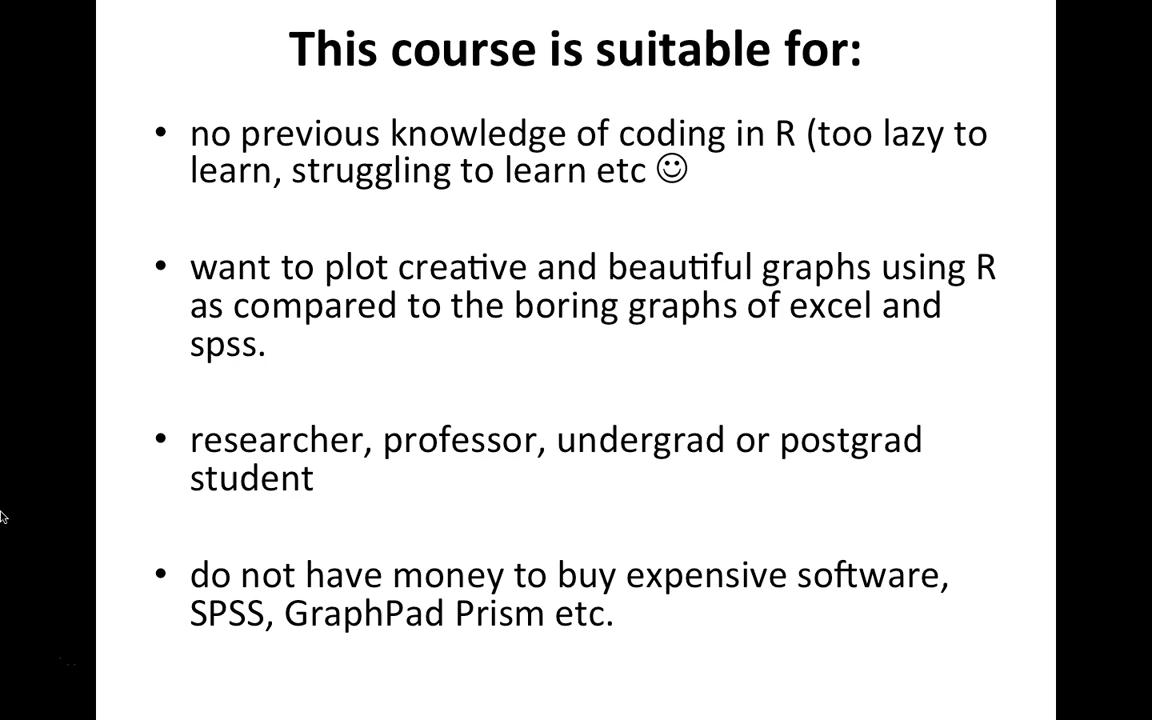 This course is suitable for:
• no previous knowledge of coding in R (too lazy to
learn, struggling to learn etc ☺
• want to plot creative and beautiful graphs using R
as compared to the boring graphs of excel and
spss.
• researcher, professor, undergrad or postgrad
student
• do not have money to buy expensive software,
SPSS, GraphPad Prism etc.